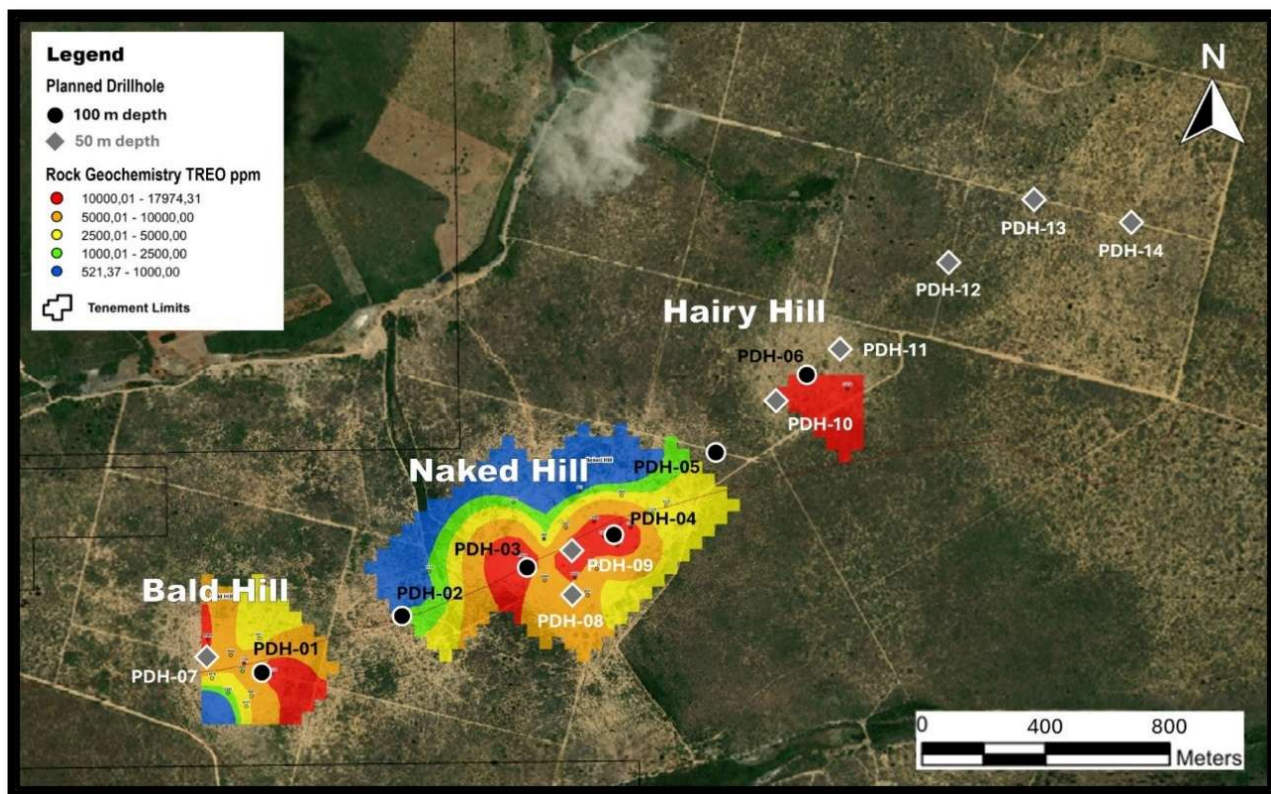 Legend
Planned Drillhole
100 m depth
50 m depth
Rock Geochemistry TREO ppm
10000,01 - 17974,31
5000,01 - 10000,00
2500,01 - 5000,00
1000,01 - 2500,00
521,37 - 1000,00
Tenement Limits
N
PDH-13
PDH-14
PDH-12
Hairy Hill
PDH-06
PDH-11
PDH-10
Naked Hill
PDH-05
PDH-04
PDH-03
PDH-09
PDH-02
PDH-08
Bald Hill
PDH-01
PDH-07
0 400 800
Meters